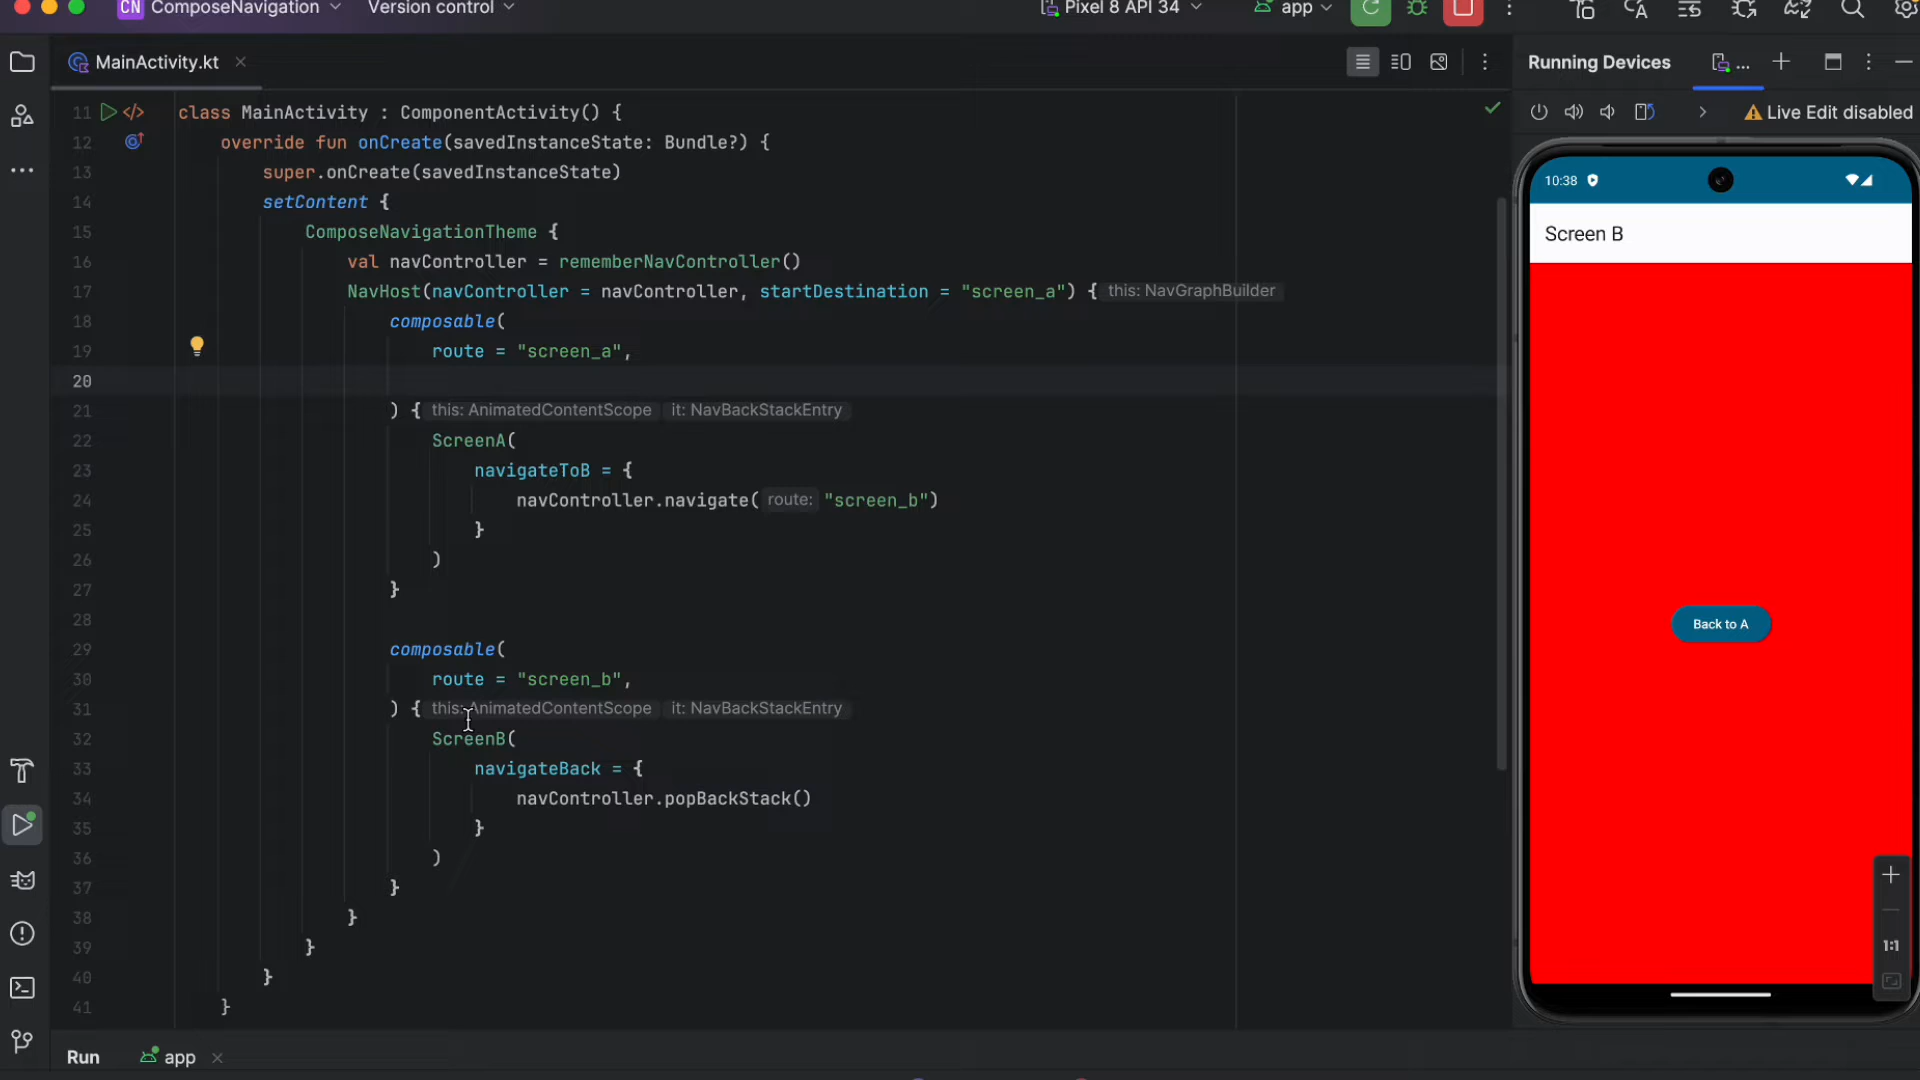 CN ComposeNavigation Version control Pixel 8 API 34 app
MainActivity.kt
Running Devices ...
Live Edit disabled
11 class MainActivity : ComponentActivity() {
12 override fun onCreate(savedInstanceState: Bundle?) {
13 super.onCreate(savedInstanceState)
14 setContent {
15 ComposeNavigationTheme {
16 val navController = rememberNavController()
17 NavHost(navController = navController, startDestination = "screen_a") { this: NavGraphBuilder
18 composable(
19 route = "screen_a",
20
21 ) { this: AnimatedContentScope it: NavBackStackEntry
22 ScreenA(
23 navigateToB = {
24 navController.navigate( route: "screen_b")
25 }
26 )
27 }
28
29 composable(
30 route = "screen_b",
31 ) { this: AnimatedContentScope it: NavBackStackEntry
32 ScreenB(
33 navigateBack = {
34 navController.popBackStack()
35 }
36 )
37 }
38 }
39 }
40 }
41 }
10:38
Screen B
Back to A
1:1
Run app